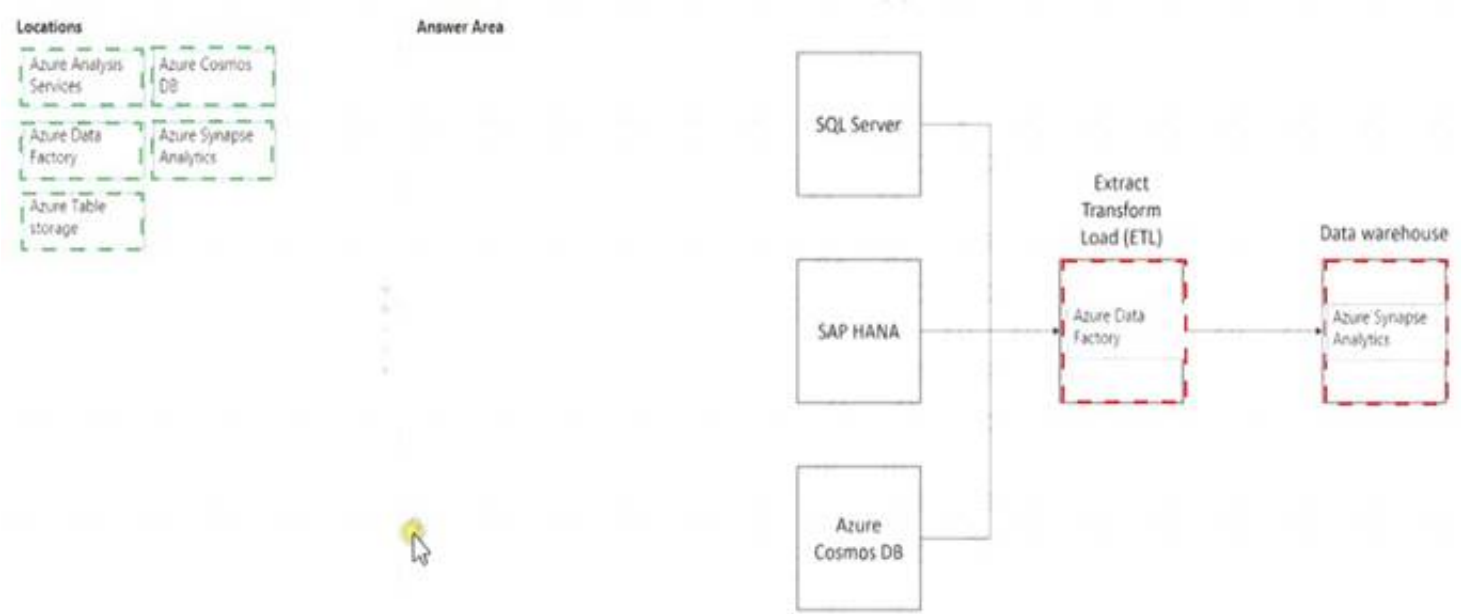 Locations
Answer Area
Azure Analysis
Services
Azure Cosmos
DB
Azure Data
Factory
Azure Synapse
Analytics
Azure Table
storage
SQL Server
SAP HANA
Azure
Cosmos DB
Extract
Transform
Load (ETL)
Azure Data
Factory
Data warehouse
Azure Synapse
Analytics